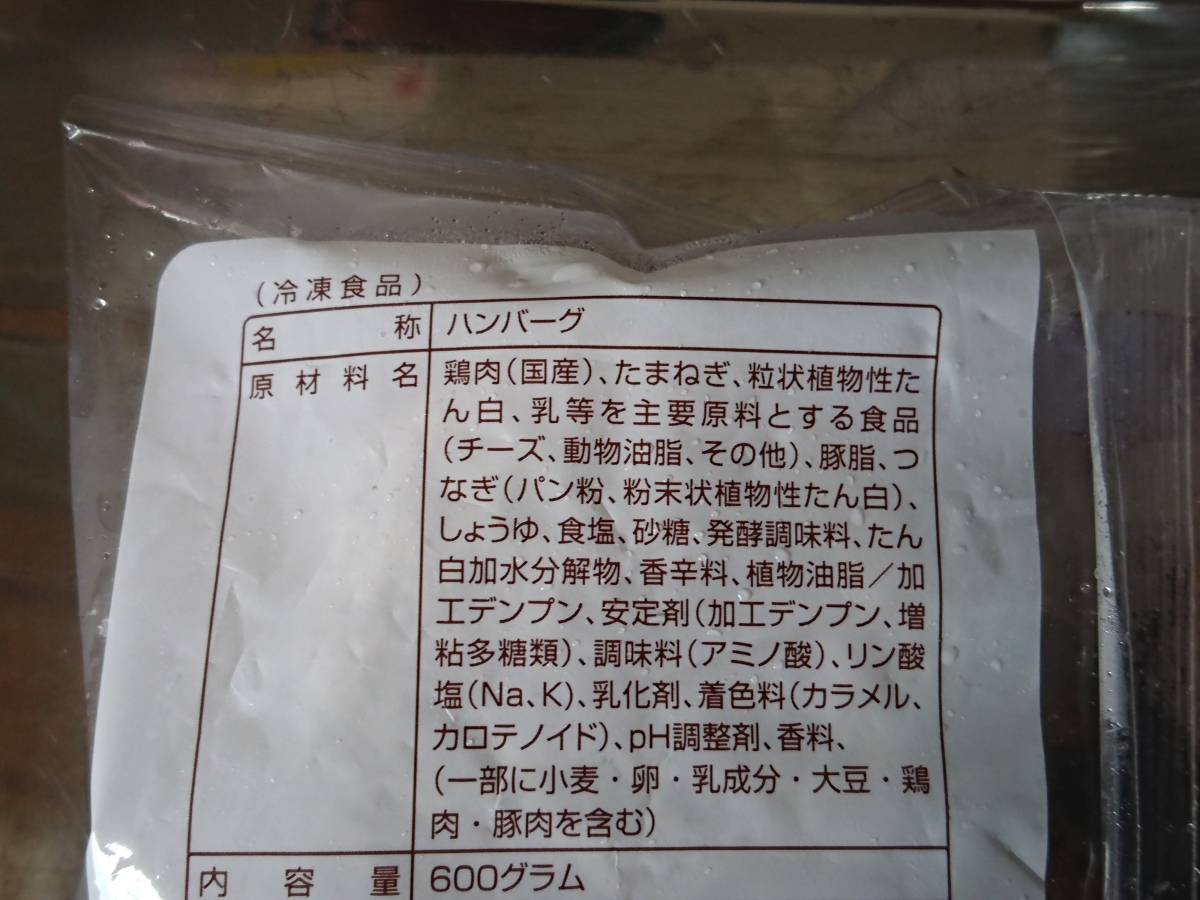 (冷凍食品)
名称 ハンバーグ
原材料名 鶏肉(国産)、たまねぎ、粒状植物性た
ん白、乳等を主要原料とする食品
(チーズ、動物油脂、その他)、豚脂、つ
なぎ(パン粉、粉末状植物性たん白)、
しょうゆ、食塩、砂糖、発酵調味料、たん
白加水分解物、香辛料、植物油脂/加
工デンプン、安定剤(加工デンプン、増
粘多糖類)、調味料(アミノ酸)、リン酸
塩(Na、K)、乳化剤、着色料(カラメル、
カロテノイド)、pH調整剤、香料、
(一部に小麦・卵・乳成分・大豆・鶏
肉・豚肉を含む)
内容量 600グラム